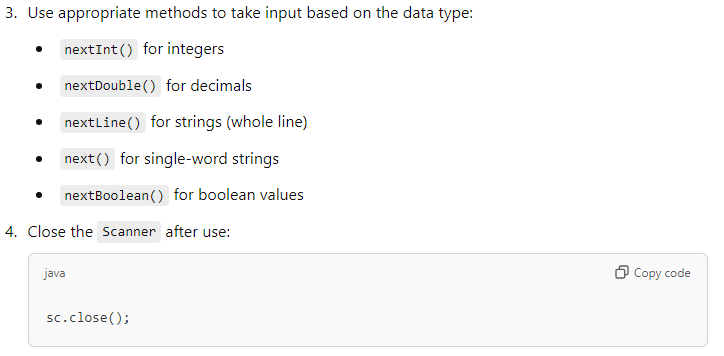 3. Use appropriate methods to take input based on the data type:
• nextInt() for integers
• nextDouble() for decimals
• nextLine() for strings (whole line)
• next() for single-word strings
• nextBoolean() for boolean values
4. Close the Scanner after use:
java Copy code
sc.close();